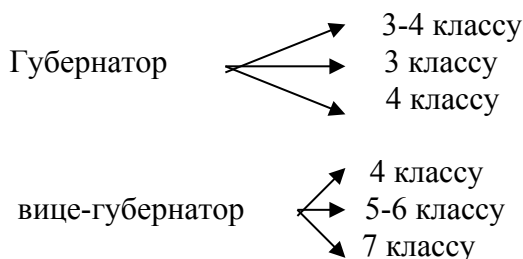 3-4 классу
Губернатор
3 классу
4 классу
4 классу
вице-губернатор
5-6 классу
7 классу